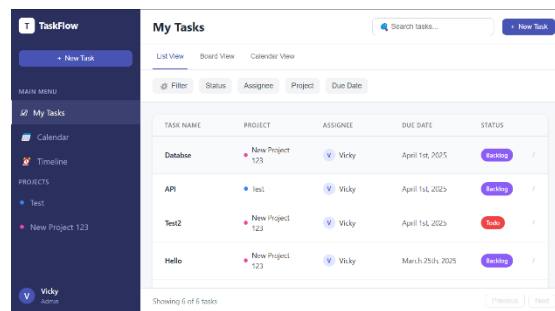 T TaskFlow
+ New Task
MAIN MENU
My Tasks
Calendar
Timeline
PROJECTS
Test
New Project 123
V Vicky
Admin
My Tasks
Search tasks...
+ New Task
List View Board View Calendar View
Filter Status Assignee Project Due Date
TASK NAME PROJECT ASSIGNEE DUE DATE STATUS
Databse New Project 123 V Vicky April 1st, 2025 Backlog
API Test V Vicky April 1st, 2025 Backlog
Test2 New Project 123 V Vicky April 1st, 2025 Todo
Hello New Project 123 V Vicky March 25th, 2025 Backlog
Showing 6 of 6 tasks
Previous Next